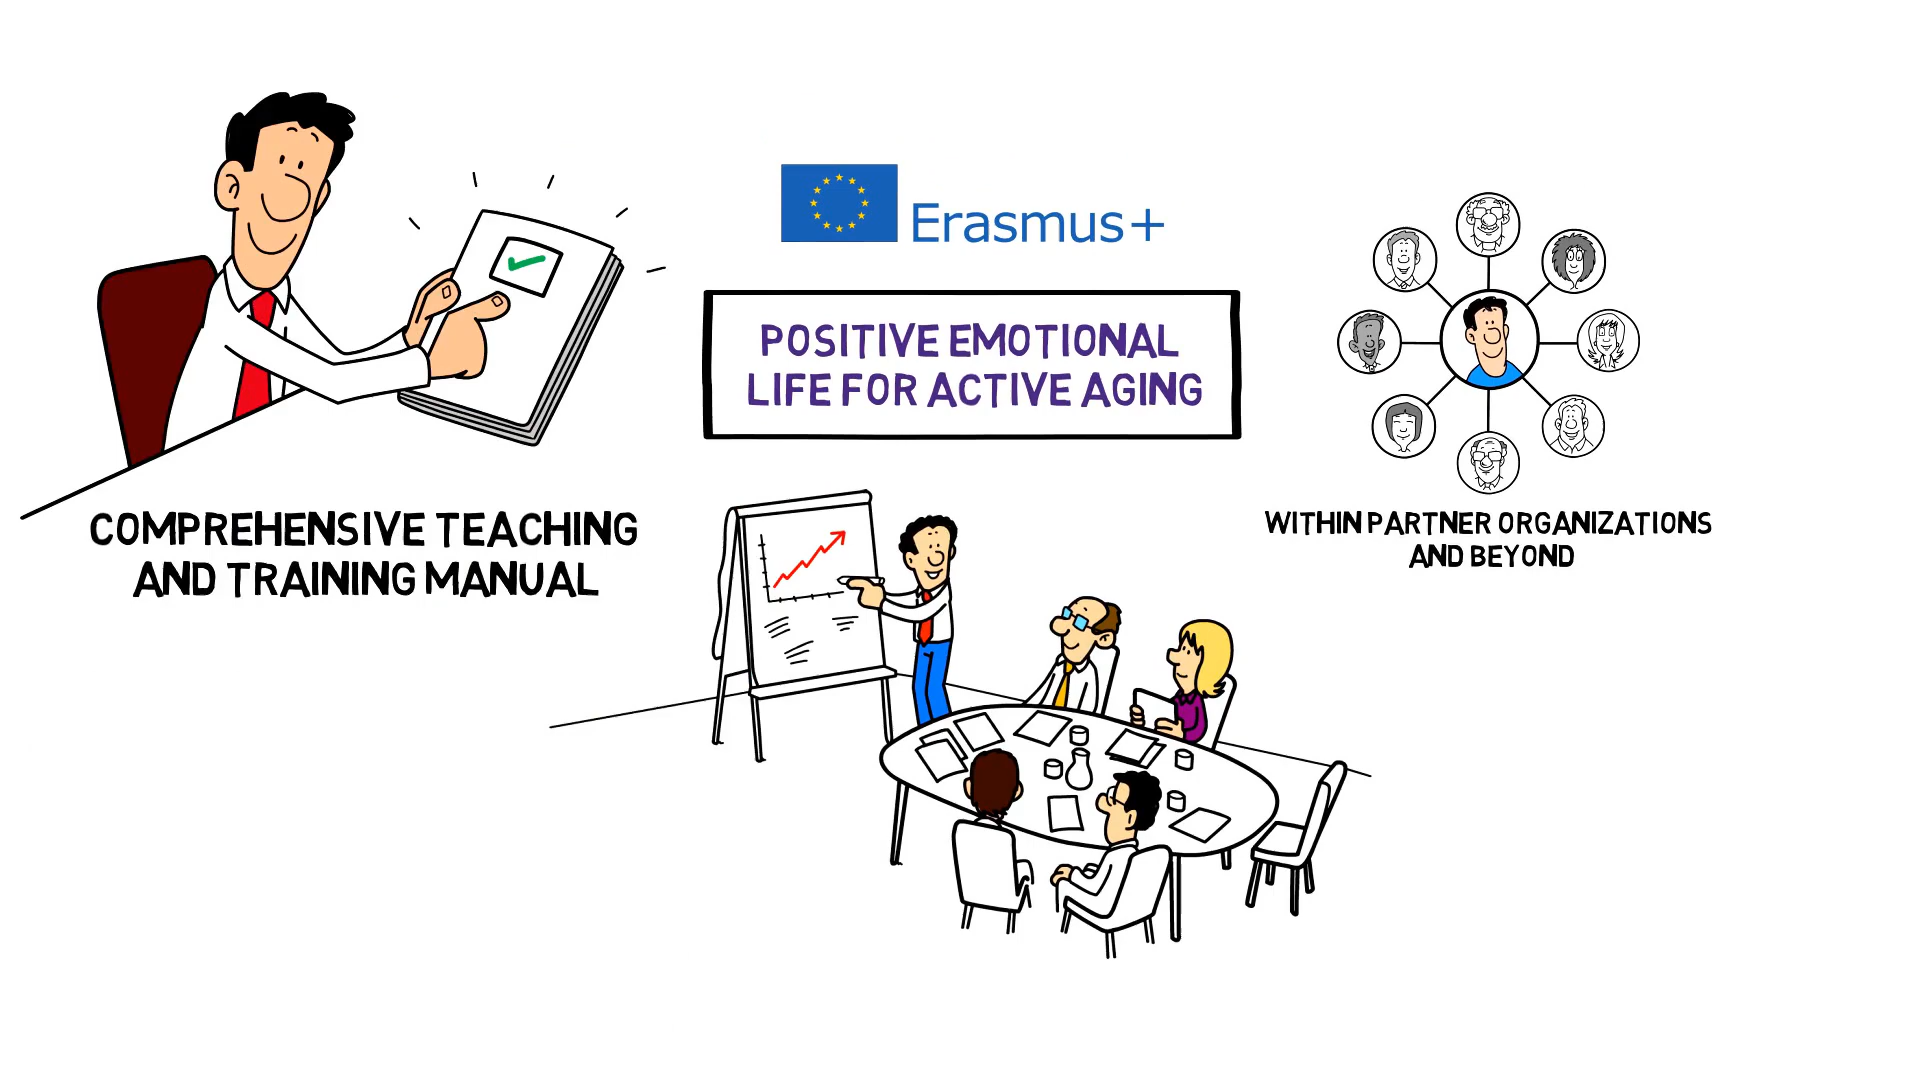 Erasmus+
POSITIVE EMOTIONAL
LIFE FOR ACTIVE AGING
COMPREHENSIVE TEACHING
AND TRAINING MANUAL
WITHIN PARTNER ORGANIZATIONS
AND BEYOND